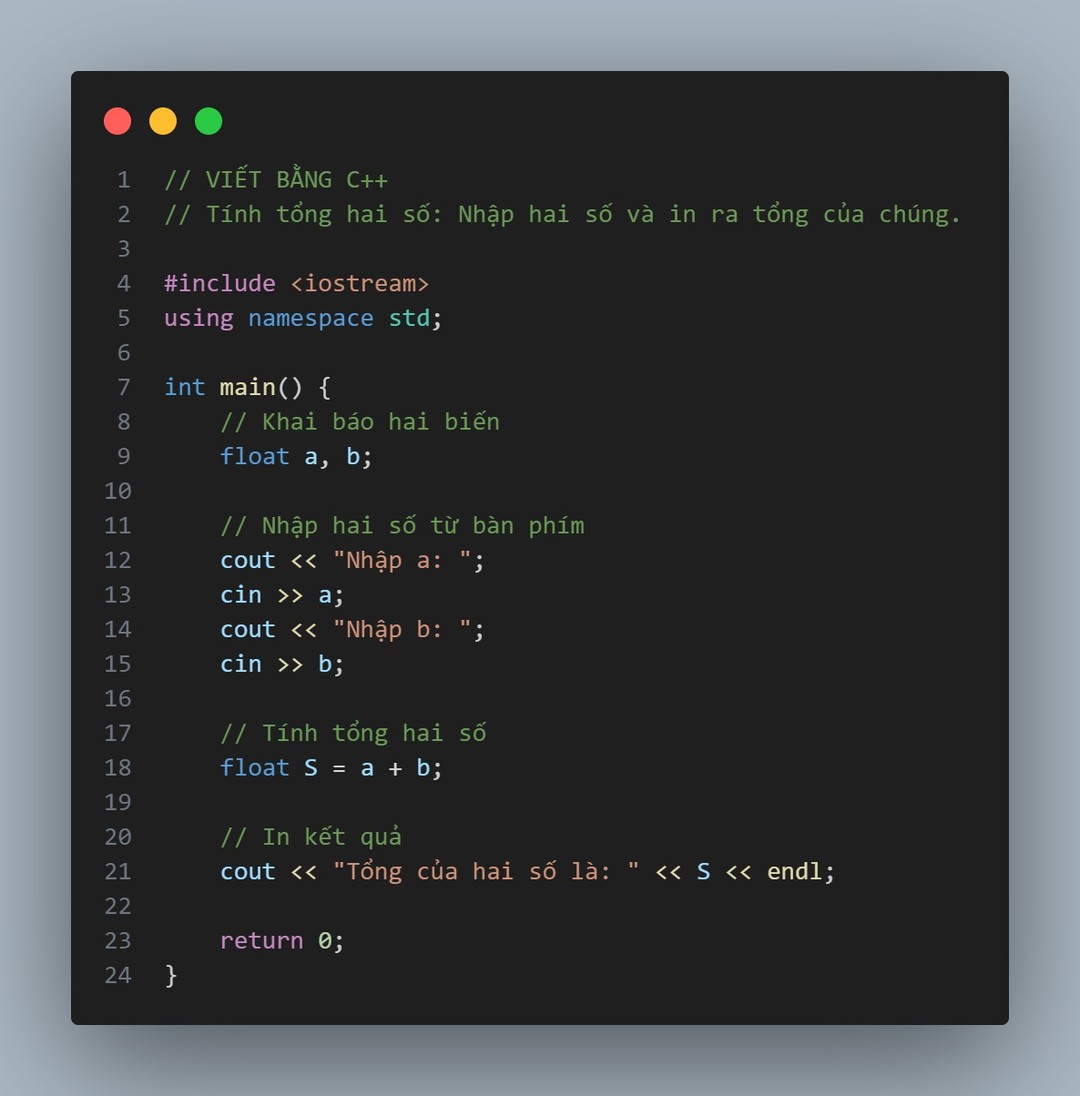 1 // VIẾT BẰNG C++
2 // Tính tổng hai số: Nhập hai số và in ra tổng của chúng.
3
4 #include <iostream>
5 using namespace std;
6
7 int main() {
8     // Khai báo hai biến
9     float a, b;
10
11     // Nhập hai số từ bàn phím
12     cout << "Nhập a: ";
13     cin >> a;
14     cout << "Nhập b: ";
15     cin >> b;
16
17     // Tính tổng hai số
18     float S = a + b;
19
20     // In kết quả
21     cout << "Tổng của hai số là: " << S << endl;
22
23     return 0;
24 }